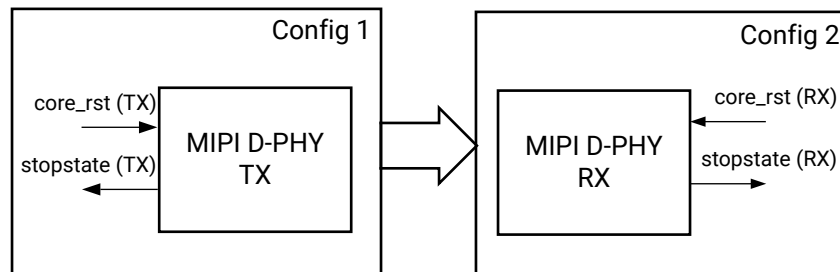 Config 1
core_rst (TX)
stopstate (TX)
MIPI D-PHY
TX
Config 2
MIPI D-PHY
RX
core_rst (RX)
stopstate (RX)